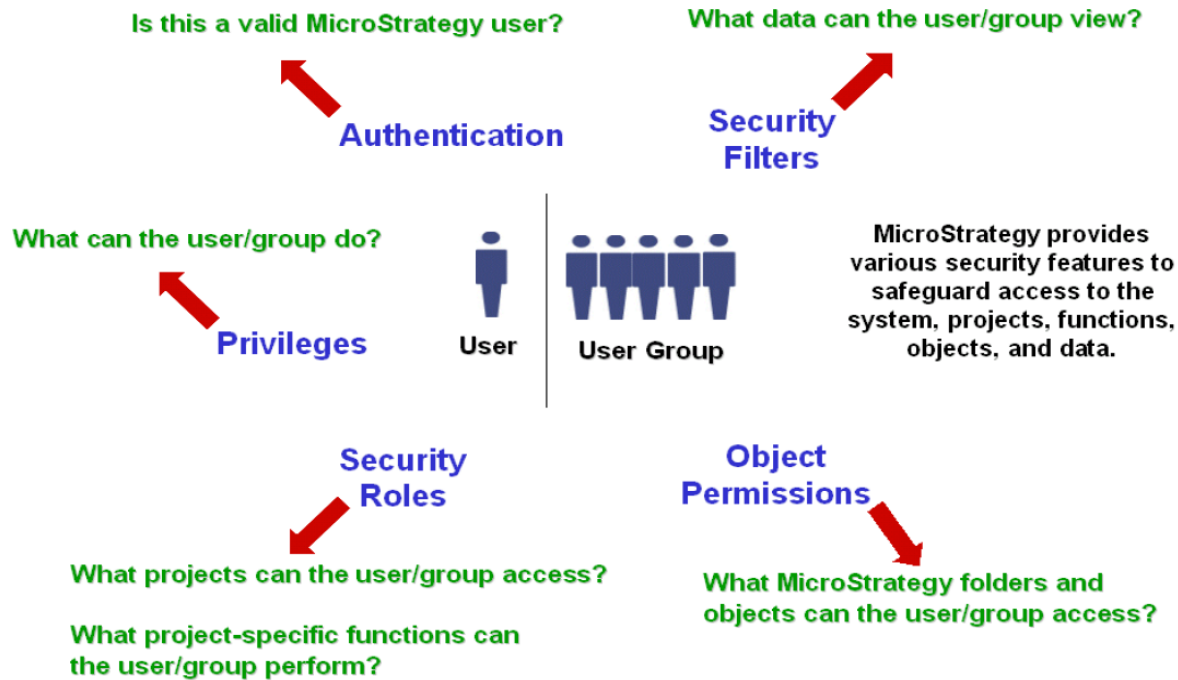 Is this a valid MicroStrategy user?
What data can the user/group view?
Authentication
Security
Filters
What can the user/group do?
Privileges
User
User Group
MicroStrategy provides
various security features to
safeguard access to the
system, projects, functions,
objects, and data.
Security
Roles
Object
Permissions
What projects can the user/group access?
What project-specific functions can
the user/group perform?
What MicroStrategy folders and
objects can the user/group access?